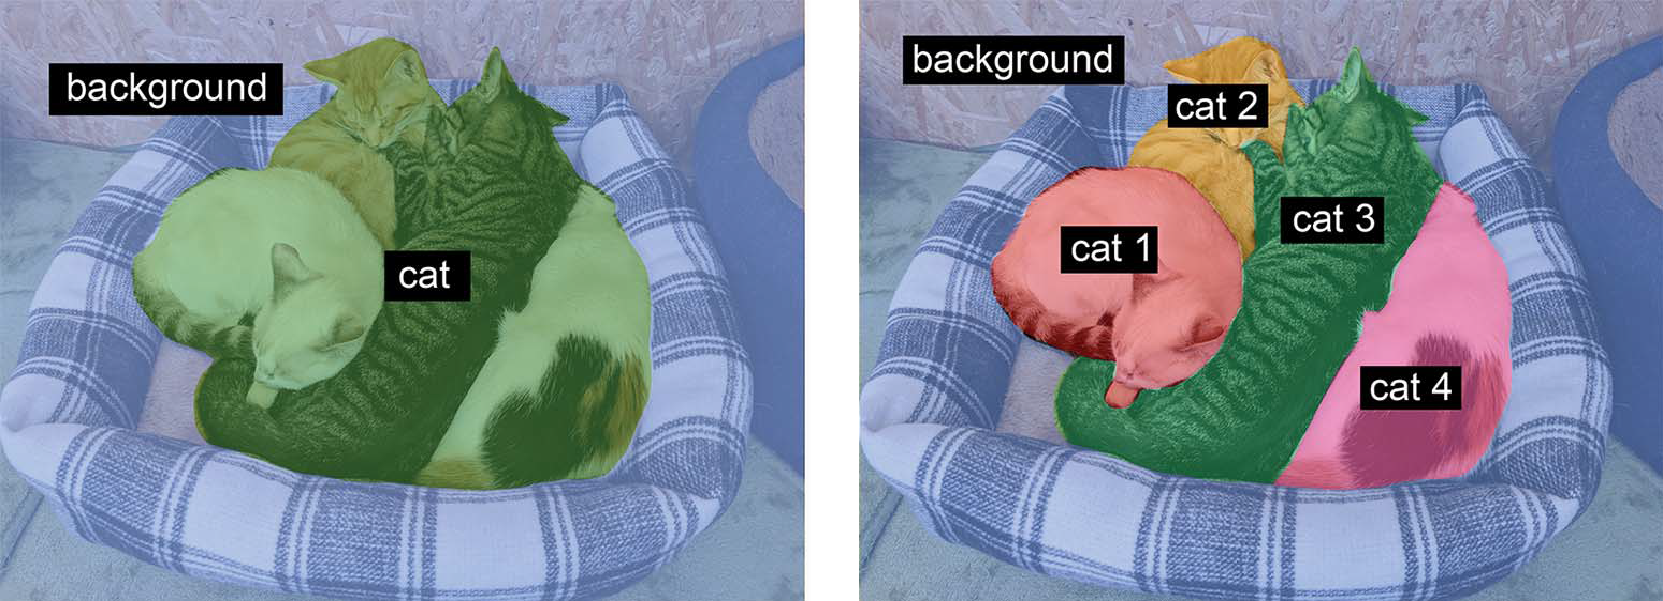 background
cat
background
cat 2
cat 3
cat 1
cat 4